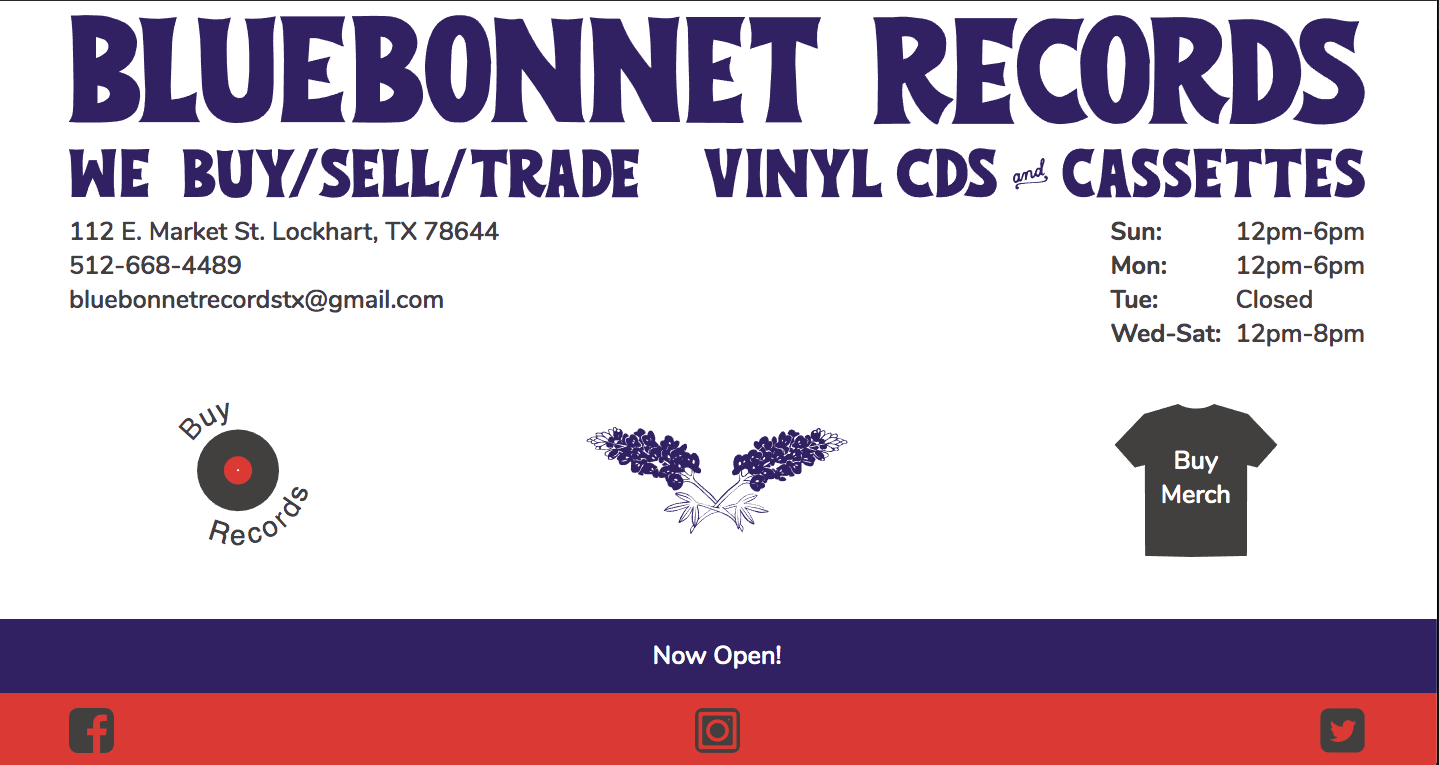 BLUEBONNET RECORDS
WE BUY/SELL/TRADE VINYL CDS and CASSETTES
112 E. Market St. Lockhart, TX 78644
512-668-4489
bluebonnetrecordstx@gmail.com
Sun: 12pm-6pm
Mon: 12pm-6pm
Tue: Closed
Wed-Sat: 12pm-8pm
Buy
Records
Buy
Merch
Now Open!